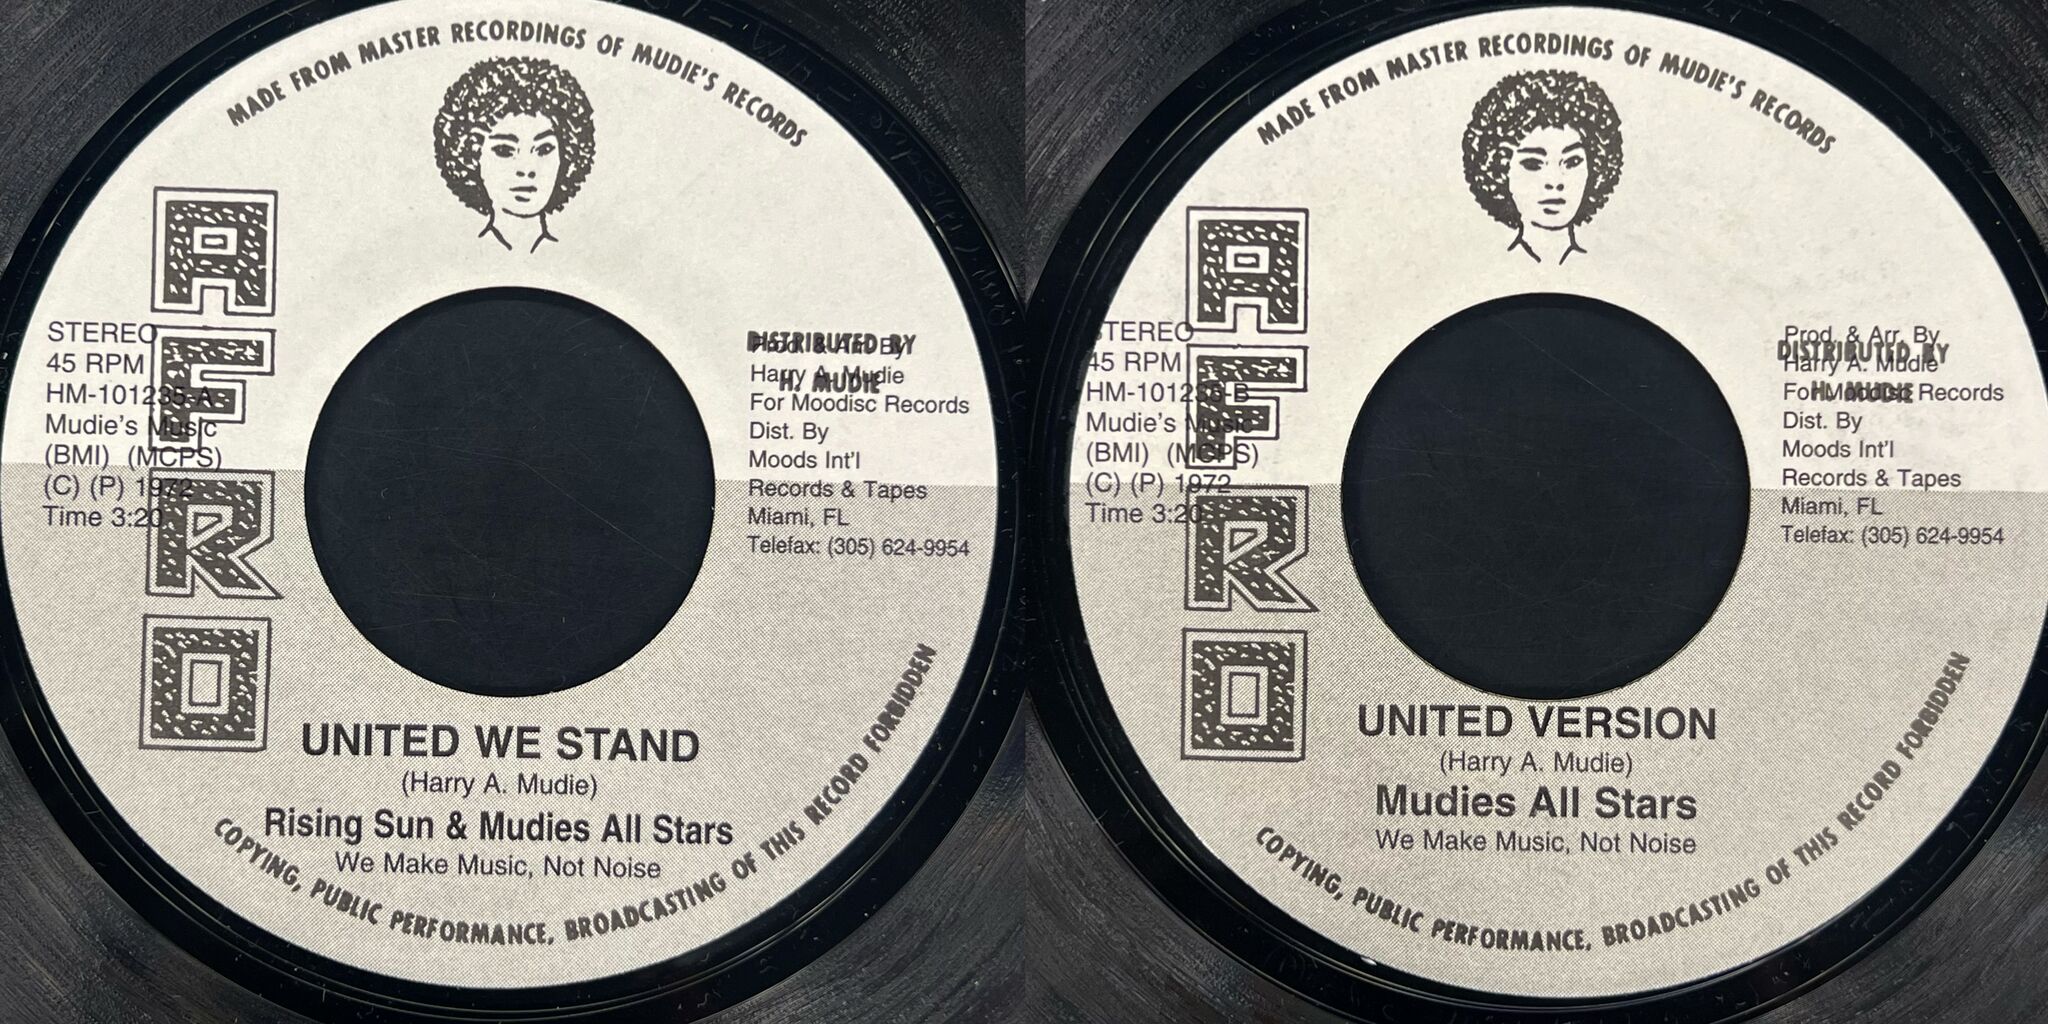 MADE FROM MASTER RECORDINGS OF MUDIE'S RECORDS
AFRO
STEREO
45 RPM
HM-101235-A
Mudie's Music
(BMI) (MCPS)
(C) (P) 1972
Time 3:20
DISTRIBUTED BY
H. MUDIE
Prod. & Arr. By
Harry A. Mudie
For Moodisc Records
Dist. By
Moods Int'l
Records & Tapes
Miami, FL
Telefax: (305) 624-9954
UNITED WE STAND
(Harry A. Mudie)
Rising Sun & Mudies All Stars
We Make Music, Not Noise
COPYING, PUBLIC PERFORMANCE, BROADCASTING OF THIS RECORD FORBIDDEN
MADE FROM MASTER RECORDINGS OF MUDIE'S RECORDS
AFRO
STEREO
45 RPM
HM-101235-B
Mudie's Music
(BMI) (MCPS)
(C) (P) 1972
Time 3:20
Prod. & Arr. By
DISTRIBUTED BY
Harry A. Mudie
H. MUDIE
For Moodisc Records
Dist. By
Moods Int'l
Records & Tapes
Miami, FL
Telefax: (305) 624-9954
UNITED VERSION
(Harry A. Mudie)
Mudies All Stars
We Make Music, Not Noise
COPYING, PUBLIC PERFORMANCE, BROADCASTING OF THIS RECORD FORBIDDEN